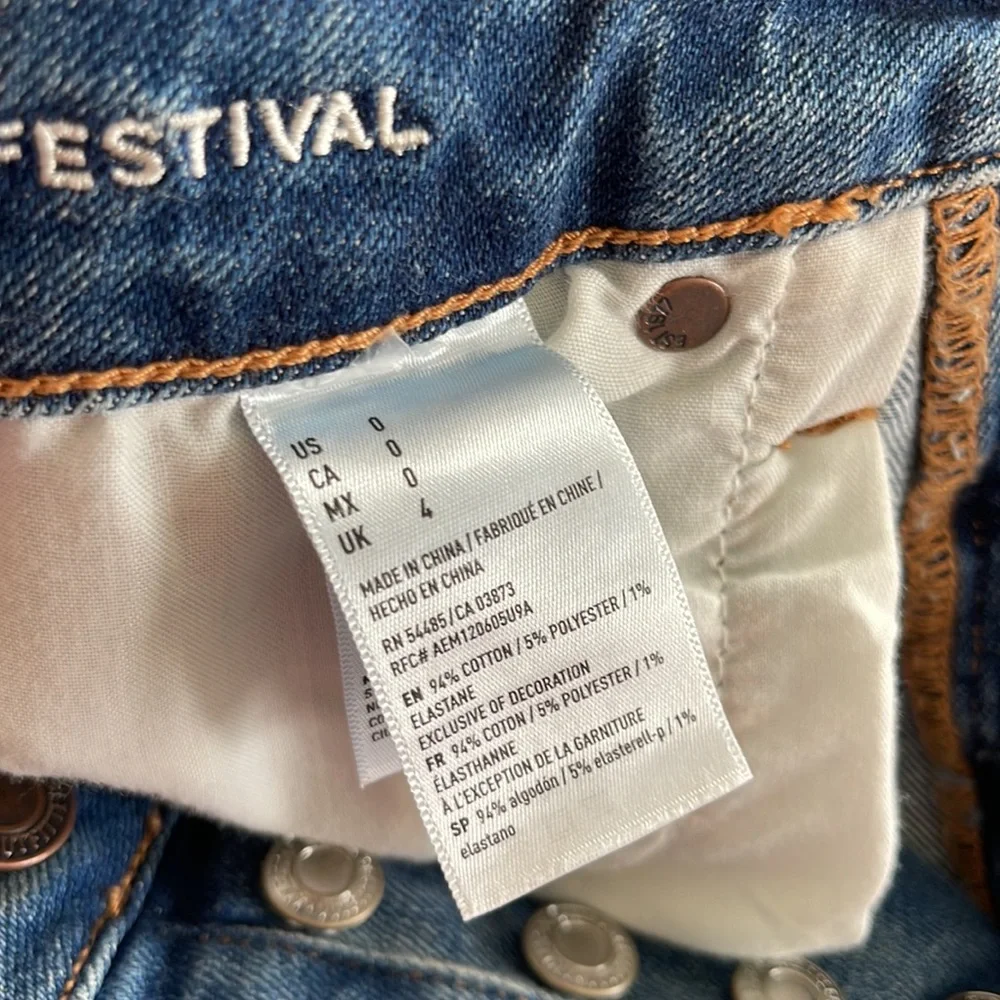 FESTIVAL
US 0
CA 0
MX 0
UK 4
MADE IN CHINA / FABRIQUÉ EN CHINE /
HECHO EN CHINA
RN 54485/CA 03873
RFC# AEM120605U9A
EN 94% COTTON / 5% POLYESTER / 1%
ELASTANE
EXCLUSIVE OF DECORATION
FR 94% COTON / 5% POLYESTER / 1%
ÉLASTHANNE
À L'EXCEPTION DE LA GARNITURE
SP 94% algodón / 5% elasterell-p / 1%
elastano